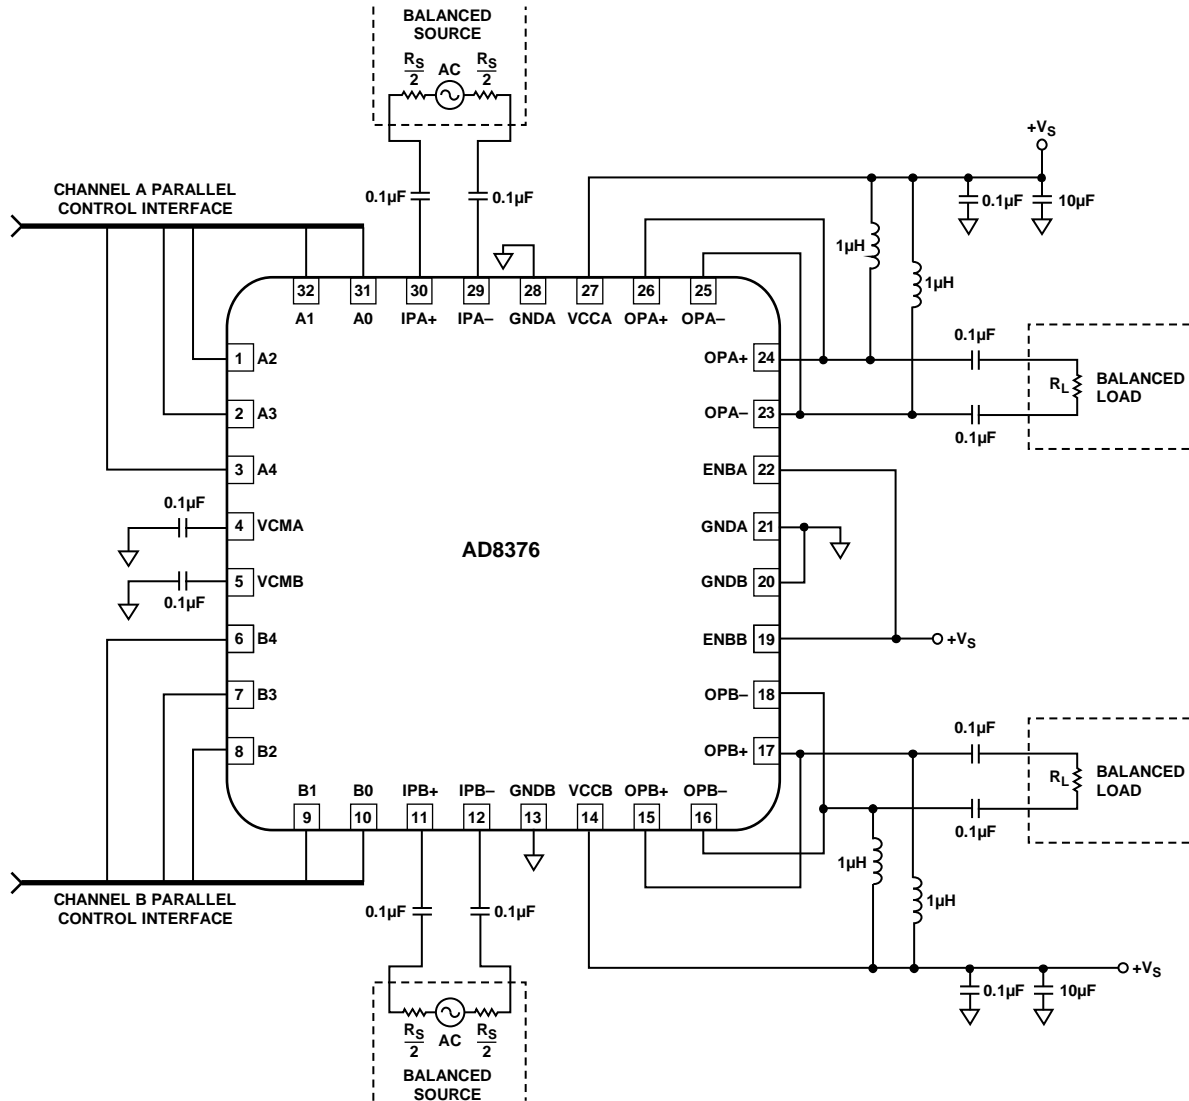 BALANCED
SOURCE
RS
2
AC
RS
2
+VS
0.1µF
0.1µF
0.1µF
10µF
CHANNEL A PARALLEL
CONTROL INTERFACE
1µH
1µH
32
31
30
29
28
27
26
25
A1
A0
IPA+
IPA–
GNDA
VCCA
OPA+
OPA–
1
A2
2
A3
3
A4
0.1µF
4
VCMA
5
VCMB
0.1µF
6
B4
7
B3
8
B2
AD8376
OPA+
24
OPA–
23
ENBA
22
GNDA
21
GNDB
20
ENBB
19
OPB–
18
OPB+
17
0.1µF
0.1µF
RL
BALANCED
LOAD
+VS
0.1µF
0.1µF
RL
BALANCED
LOAD
B1
B0
IPB+
IPB–
GNDB
VCCB
OPB+
OPB–
9
10
11
12
13
14
15
16
1µH
1µH
CHANNEL B PARALLEL
CONTROL INTERFACE
0.1µF
0.1µF
+VS
0.1µF
10µF
RS
2
AC
RS
2
BALANCED
SOURCE